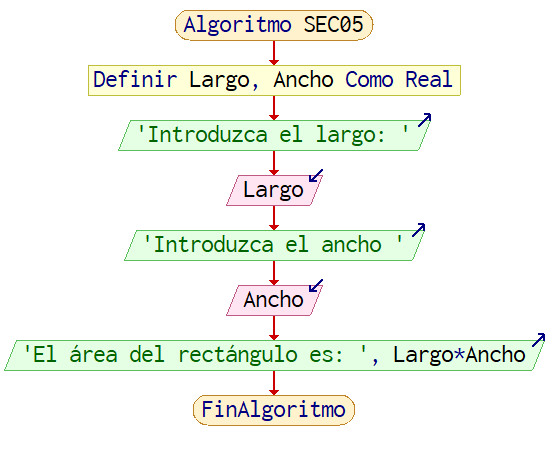 Algoritmo SEC05
Definir Largo, Ancho Como Real
'Introduzca el largo: '
Largo
'Introduzca el ancho '
Ancho
'El área del rectángulo es: ', Largo*Ancho
FinAlgoritmo